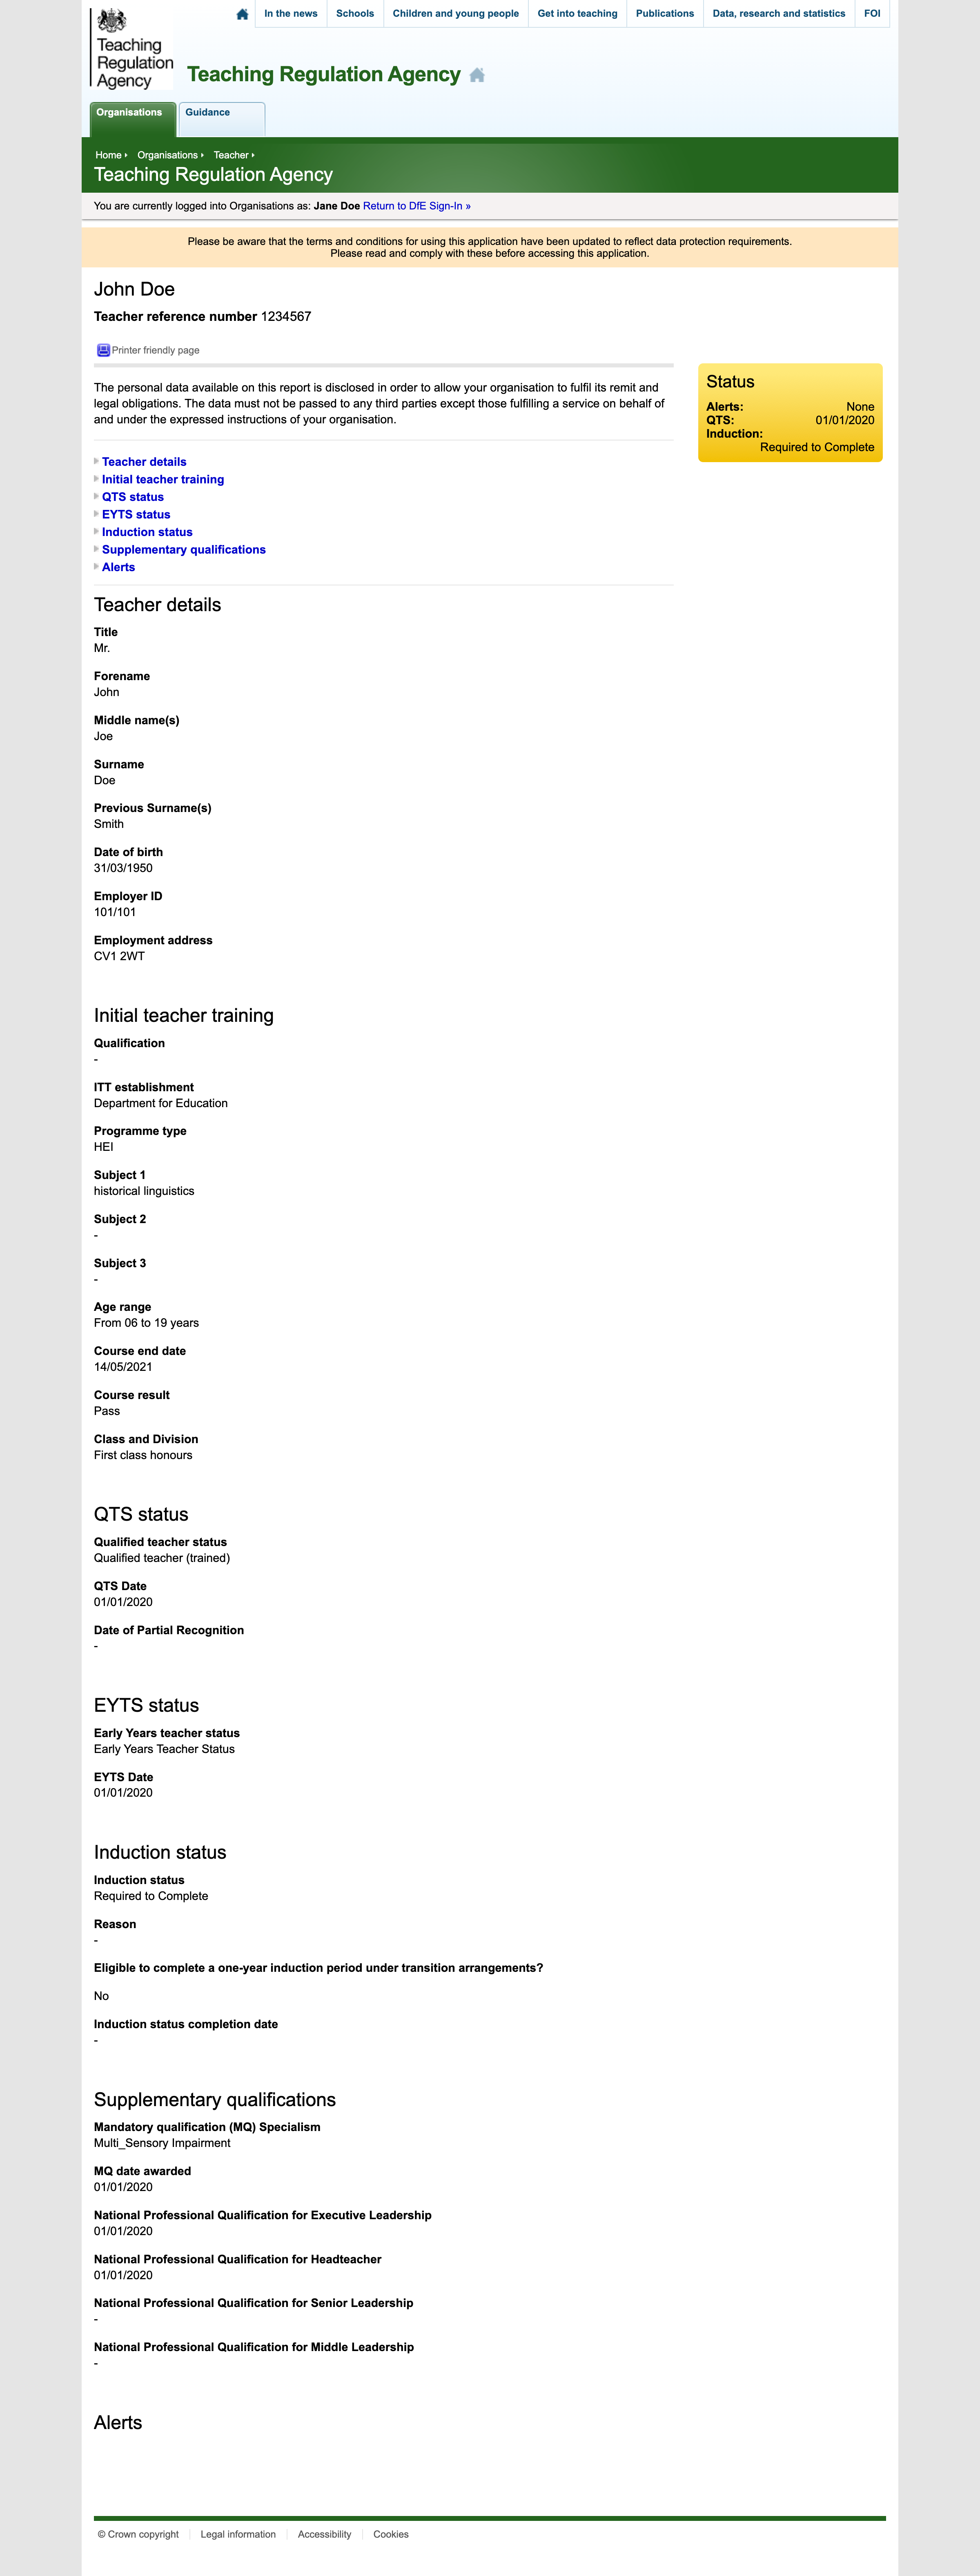 In the news
Schools
Children and young people
Get into teaching
Publications
Data, research and statistics
FOI
Teaching
Regulation
Agency
Teaching Regulation Agency
Organisations
Guidance
Home
Organisations
Teacher
Teaching Regulation Agency
You are currently logged into Organisations as: Jane Doe Return to DfE Sign-In »
Please be aware that the terms and conditions for using this application have been updated to reflect data protection requirements.
Please read and comply with these before accessing this application.
John Doe
Teacher reference number 1234567
Printer friendly page
The personal data available on this report is disclosed in order to allow your organisation to fulfil its remit and
legal obligations. The data must not be passed to any third parties except those fulfilling a service on behalf of
and under the expressed instructions of your organisation.
Status
Alerts: None
QTS: 01/01/2020
Induction:
Required to Complete
Teacher details
Initial teacher training
QTS status
EYTS status
Induction status
Supplementary qualifications
Alerts
Teacher details
Title
Mr.
Forename
John
Middle name(s)
Joe
Surname
Doe
Previous Surname(s)
Smith
Date of birth
31/03/1950
Employer ID
101/101
Employment address
CV1 2WT
Initial teacher training
Qualification
-
ITT establishment
Department for Education
Programme type
HEI
Subject 1
historical linguistics
Subject 2
-
Subject 3
-
Age range
From 06 to 19 years
Course end date
14/05/2021
Course result
Pass
Class and Division
First class honours
QTS status
Qualified teacher status
Qualified teacher (trained)
QTS Date
01/01/2020
Date of Partial Recognition
-
EYTS status
Early Years teacher status
Early Years Teacher Status
EYTS Date
01/01/2020
Induction status
Induction status
Required to Complete
Reason
-
Eligible to complete a one-year induction period under transition arrangements?
No
Induction status completion date
-
Supplementary qualifications
Mandatory qualification (MQ) Specialism
Multi_Sensory Impairment
MQ date awarded
01/01/2020
National Professional Qualification for Executive Leadership
01/01/2020
National Professional Qualification for Headteacher
01/01/2020
National Professional Qualification for Senior Leadership
-
National Professional Qualification for Middle Leadership
-
Alerts
© Crown copyright
Legal information
Accessibility
Cookies